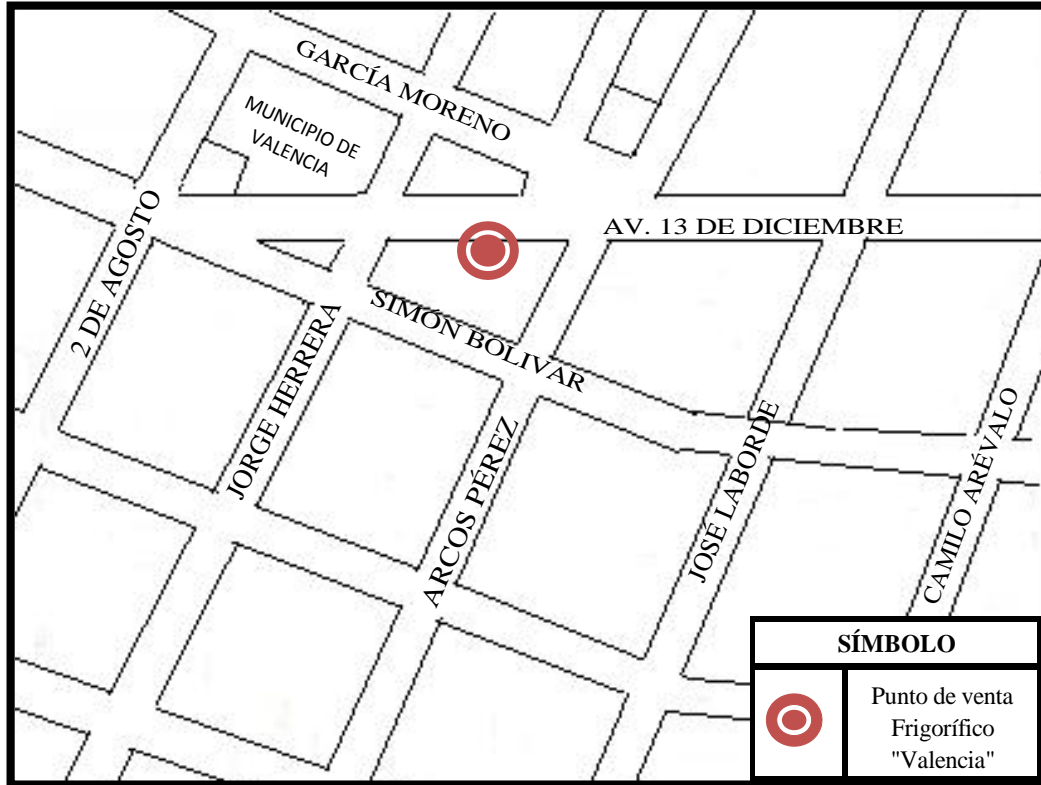 GARCÍA MORENO
MUNICIPIO DE
VALENCIA
AV. 13 DE DICIEMBRE
2 DE AGOSTO
SIMÓN BOLIVAR
JORGE HERRERA
ARCOS PÉREZ
JOSÉ LABORDE
CAMILO ARÉVALO
SÍMBOLO
Punto de venta
Frigorífico
"Valencia"